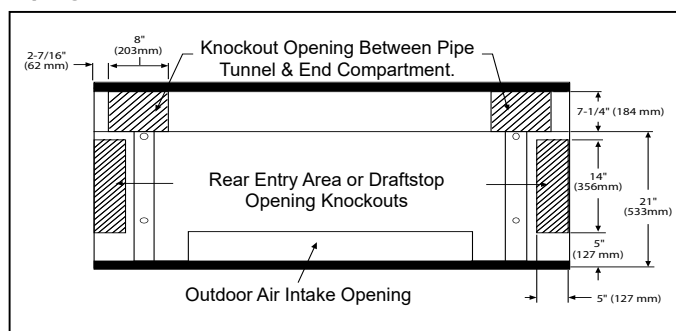 8"
(203mm)
2-7/16"
(62 mm)
Knockout Opening Between Pipe
Tunnel & End Compartment.
7-1/4" (184 mm)
Rear Entry Area or Draftstop
Opening Knockouts
14"
(356mm)
21"
(533mm)
5"
(127 mm)
Outdoor Air Intake Opening
5" (127 mm)